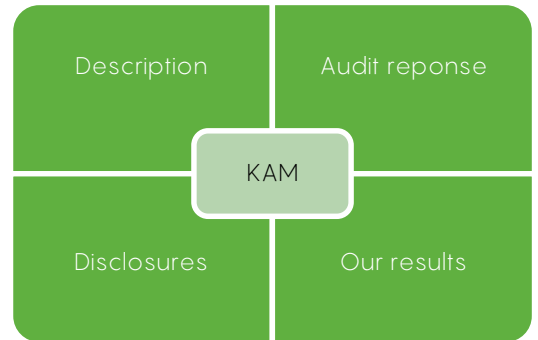 Description
Audit reponse
KAM
Disclosures
Our results